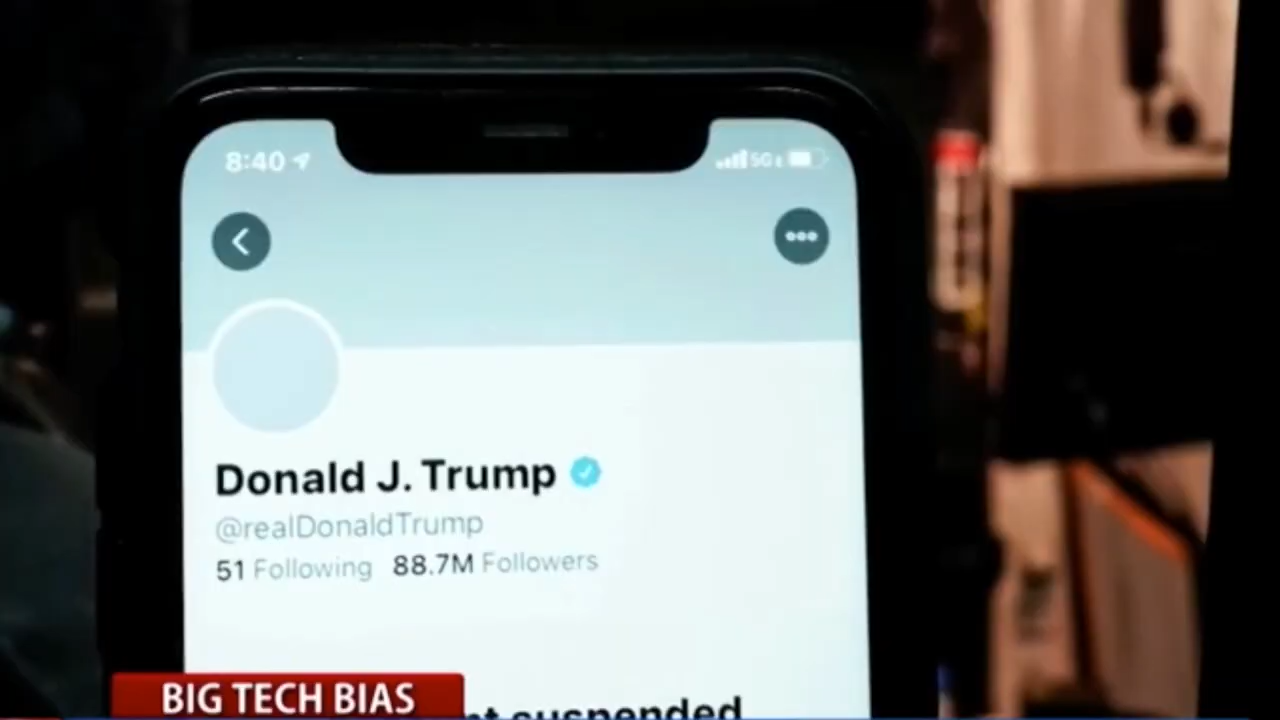 8:40
5G
Donald J. Trump
@realDonaldTrump
51 Following 88.7M Followers
suspended
BIG TECH BIAS